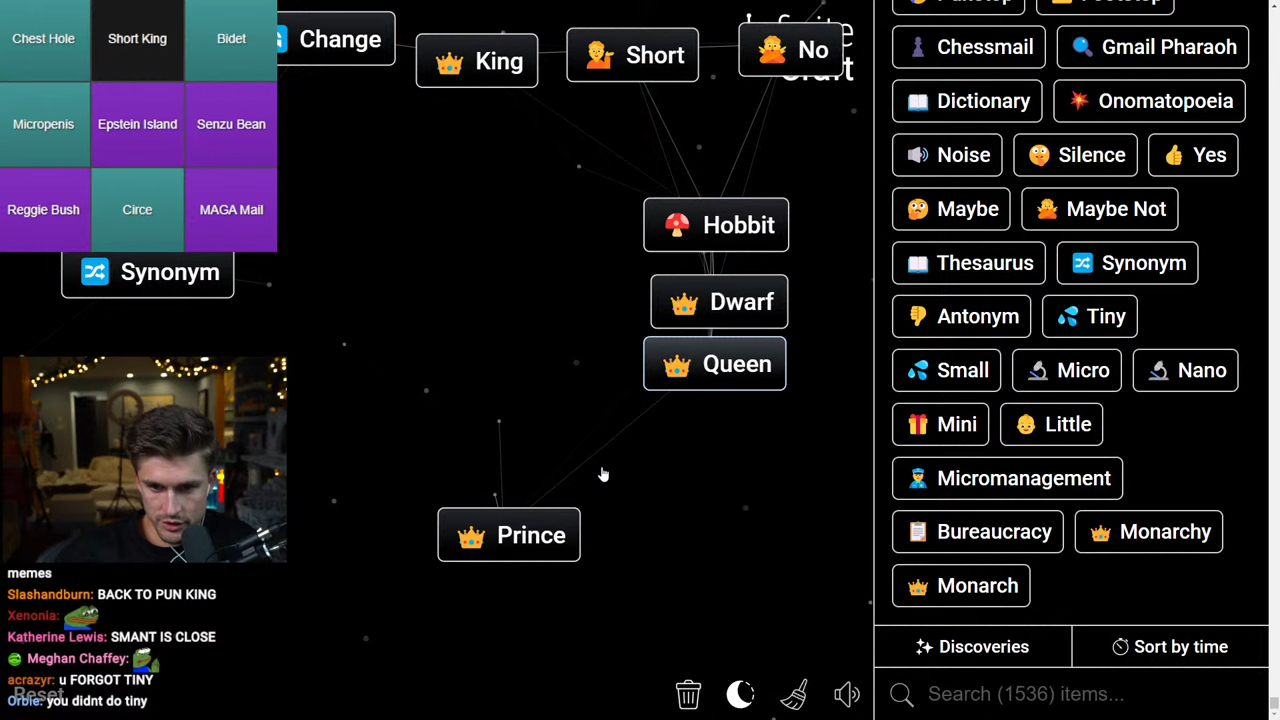 Chest Hole
Short King
Bidet
Micropenis
Epstein Island
Senzu Bean
Reggie Bush
Circe
MAGA Mail
Change
King
Short
No
Craft
Hobbit
Dwarf
Queen
Synonym
Prince
memes
Slashandburn: BACK TO PUN KING
Xenonia:
Katherine Lewis: SMANT IS CLOSE
Meghan Chaffey:
acrazyr: u FORGOT TINY
Orbie: you didnt do tiny
Reset
Chessmail
Gmail Pharaoh
Dictionary
Onomatopoeia
Noise
Silence
Yes
Maybe
Maybe Not
Thesaurus
Synonym
Antonym
Tiny
Small
Micro
Nano
Mini
Little
Micromanagement
Bureaucracy
Monarchy
Monarch
Discoveries
Sort by time
Search (1536) items...